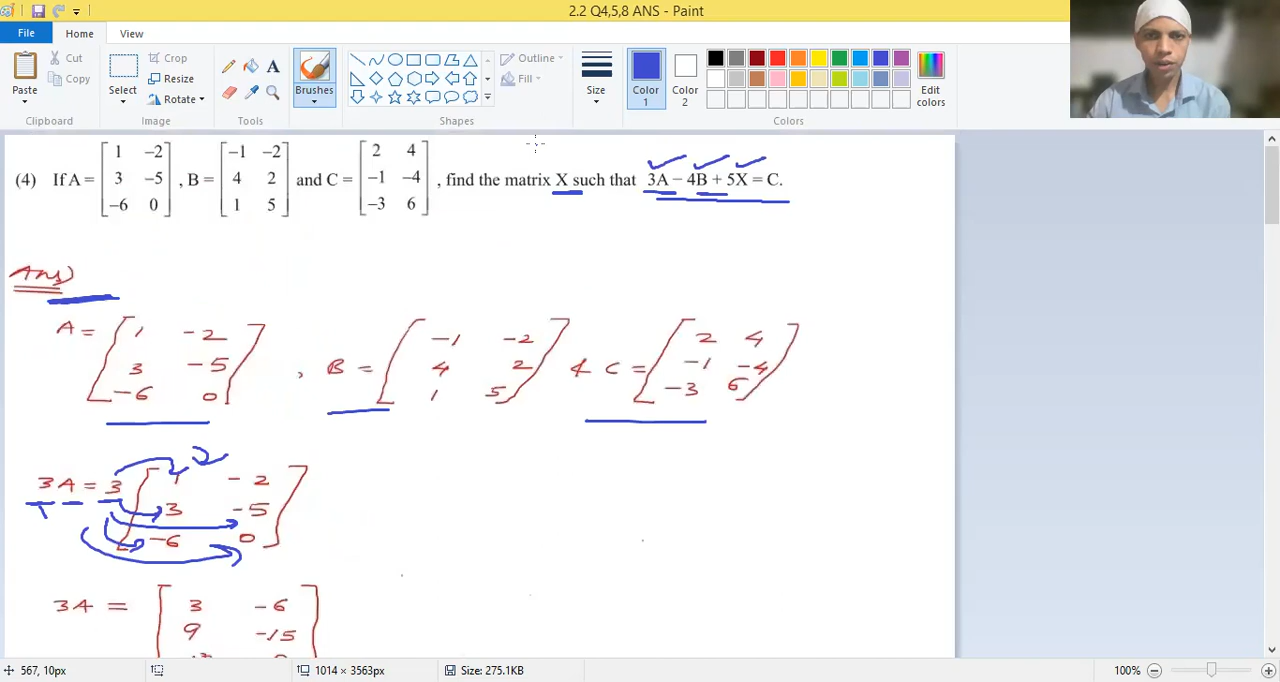 2.2 Q4,5,8 ANS - Paint
File Home View
Cut
Copy
Paste
Clipboard
Crop
Resize
Rotate
Select
Image
A
Tools
Brushes
Outline
Fill
Shapes
Size
Color 1
Color 2
Edit colors
Colors
(4) If A = [1 −2; 3 −5; −6 0], B = [−1 −2; 4 2; 1 5] and C = [2 4; −1 −4; −3 6], find the matrix X such that 3A − 4B + 5X = C.
Ans)
A = [1 -2; 3 -5; -6 0], B = [-1 -2; 4 2; 1 5] & C = [2 4; -1 -4; -3 6]
3A = 3 [1 -2; 3 -5; -6 0]
3A = [3 -6
9 -15
567, 10px
1014 × 3563px
Size: 275.1KB
100%